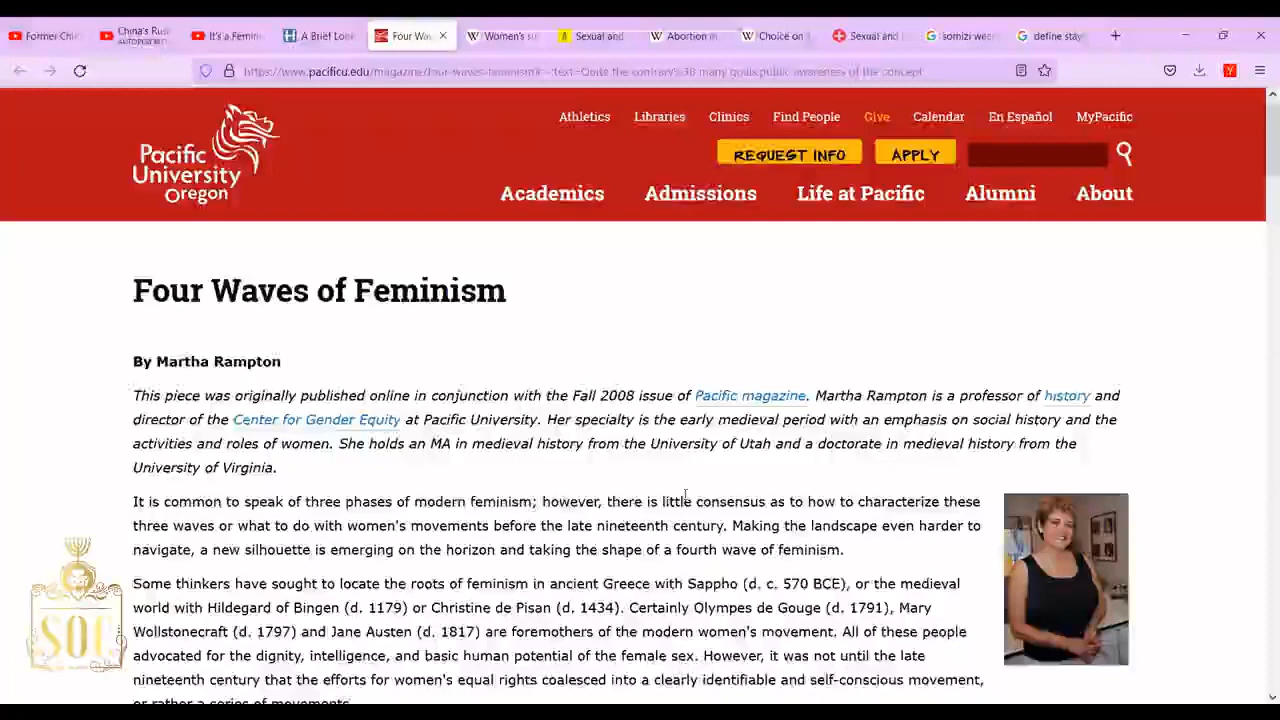 Former Chin
China's Rus
AUTOPLAYING
It's a Femin
A Brief Look
Four Wav
Women's su
Sexual and
Abortion in
Choice on
Sexual and
somizi wee
define stay
https://www.pacificu.edu/magazine/four-waves-feminism#:~:text=Quite the contrary%3B many goals,public awareness of the concept
Athletics Libraries Clinics Find People Give Calendar En Español MyPacific
Pacific
University
Oregon
REQUEST INFO APPLY
Academics Admissions Life at Pacific Alumni About
Four Waves of Feminism
By Martha Rampton
This piece was originally published online in conjunction with the Fall 2008 issue of Pacific magazine. Martha Rampton is a professor of history and
director of the Center for Gender Equity at Pacific University. Her specialty is the early medieval period with an emphasis on social history and the
activities and roles of women. She holds an MA in medieval history from the University of Utah and a doctorate in medieval history from the
University of Virginia.
It is common to speak of three phases of modern feminism; however, there is little consensus as to how to characterize these
three waves or what to do with women's movements before the late nineteenth century. Making the landscape even harder to
navigate, a new silhouette is emerging on the horizon and taking the shape of a fourth wave of feminism.
Some thinkers have sought to locate the roots of feminism in ancient Greece with Sappho (d. c. 570 BCE), or the medieval
world with Hildegard of Bingen (d. 1179) or Christine de Pisan (d. 1434). Certainly Olympes de Gouge (d. 1791), Mary
Wollstonecraft (d. 1797) and Jane Austen (d. 1817) are foremothers of the modern women's movement. All of these people
advocated for the dignity, intelligence, and basic human potential of the female sex. However, it was not until the late
nineteenth century that the efforts for women's equal rights coalesced into a clearly identifiable and self-conscious movement,
or rather a series of movements.
SOC